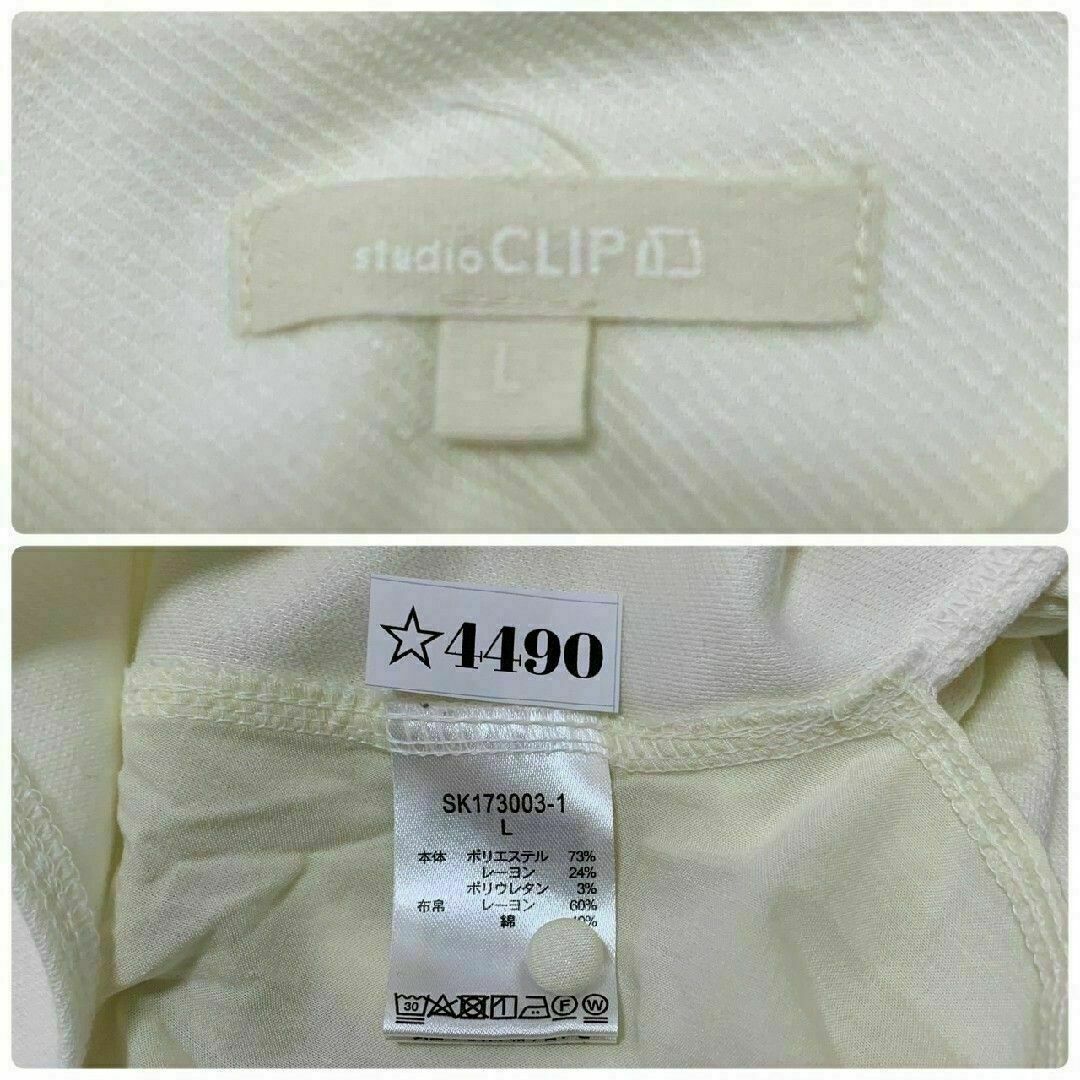 studio CLIP
L
☆4490
SK173003-1
L
本体 ポリエステル 73%
レーヨン 24%
ポリウレタン 3%
布帛 レーヨン 60%
綿
30 F W